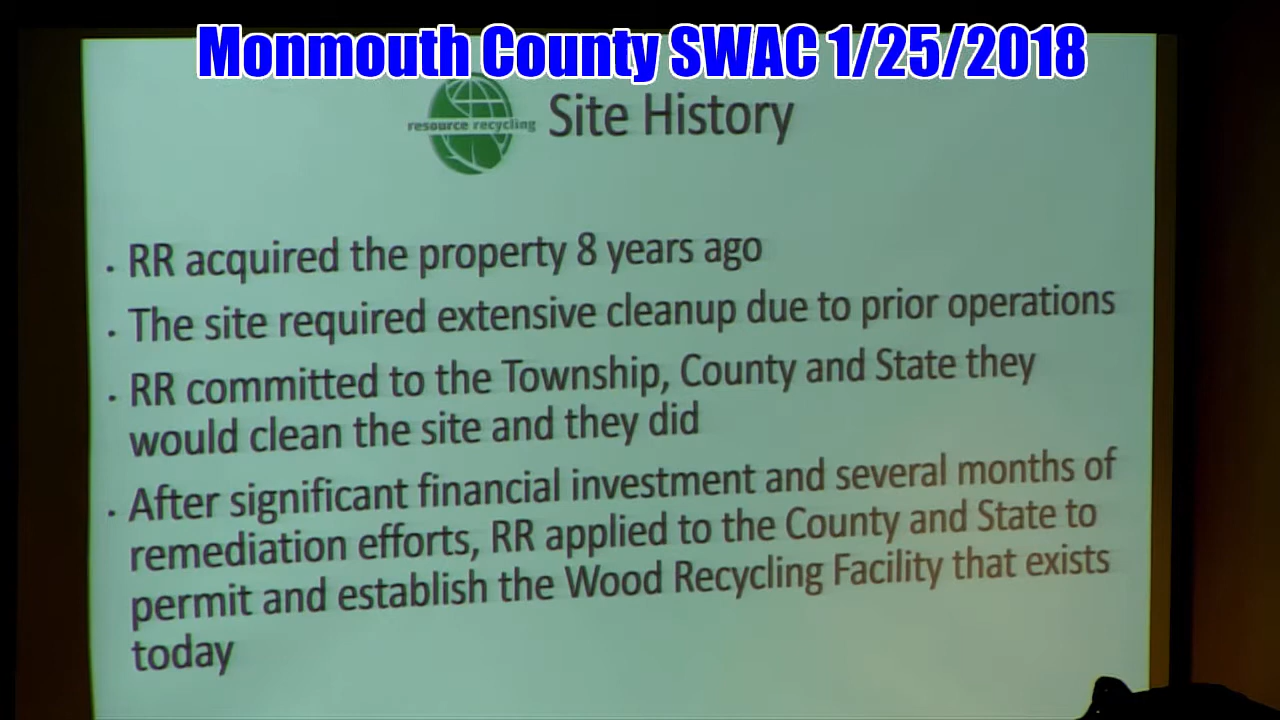 Monmouth County SWAC 1/25/2018
resource recycling
Site History
. RR acquired the property 8 years ago
. The site required extensive cleanup due to prior operations
. RR committed to the Township, County and State they
would clean the site and they did
. After significant financial investment and several months of
remediation efforts, RR applied to the County and State to
permit and establish the Wood Recycling Facility that exists
today